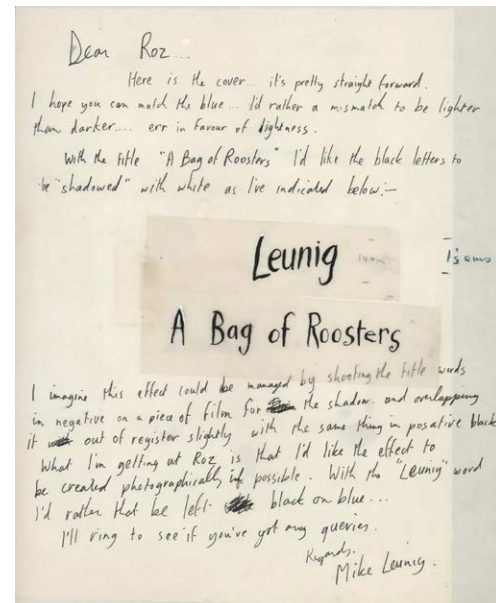 Dear Roz...
Here is the cover... it's pretty straight forward.
I hope you can match the blue... I'd rather a mismatch to be lighter
than darker.... err in favour of lightness.
With the title "A Bag of Roosters" I'd like the black letters to
be "shadowed" with white as I've indicated below:-
Leunig
A Bag of Roosters
I imagine this effect could be managed by shooting the title words
in negative on a piece of film for the shadow and overlapping
it out of register slightly with the same thing in posative black
What I'm getting at Roz is that I'd like the effect to
be created photographically if possible. With the "Leunig" word
I'd rather that be left black on blue...
I'll ring to see if you've got any queries.
Regards.
Mike Leunig.